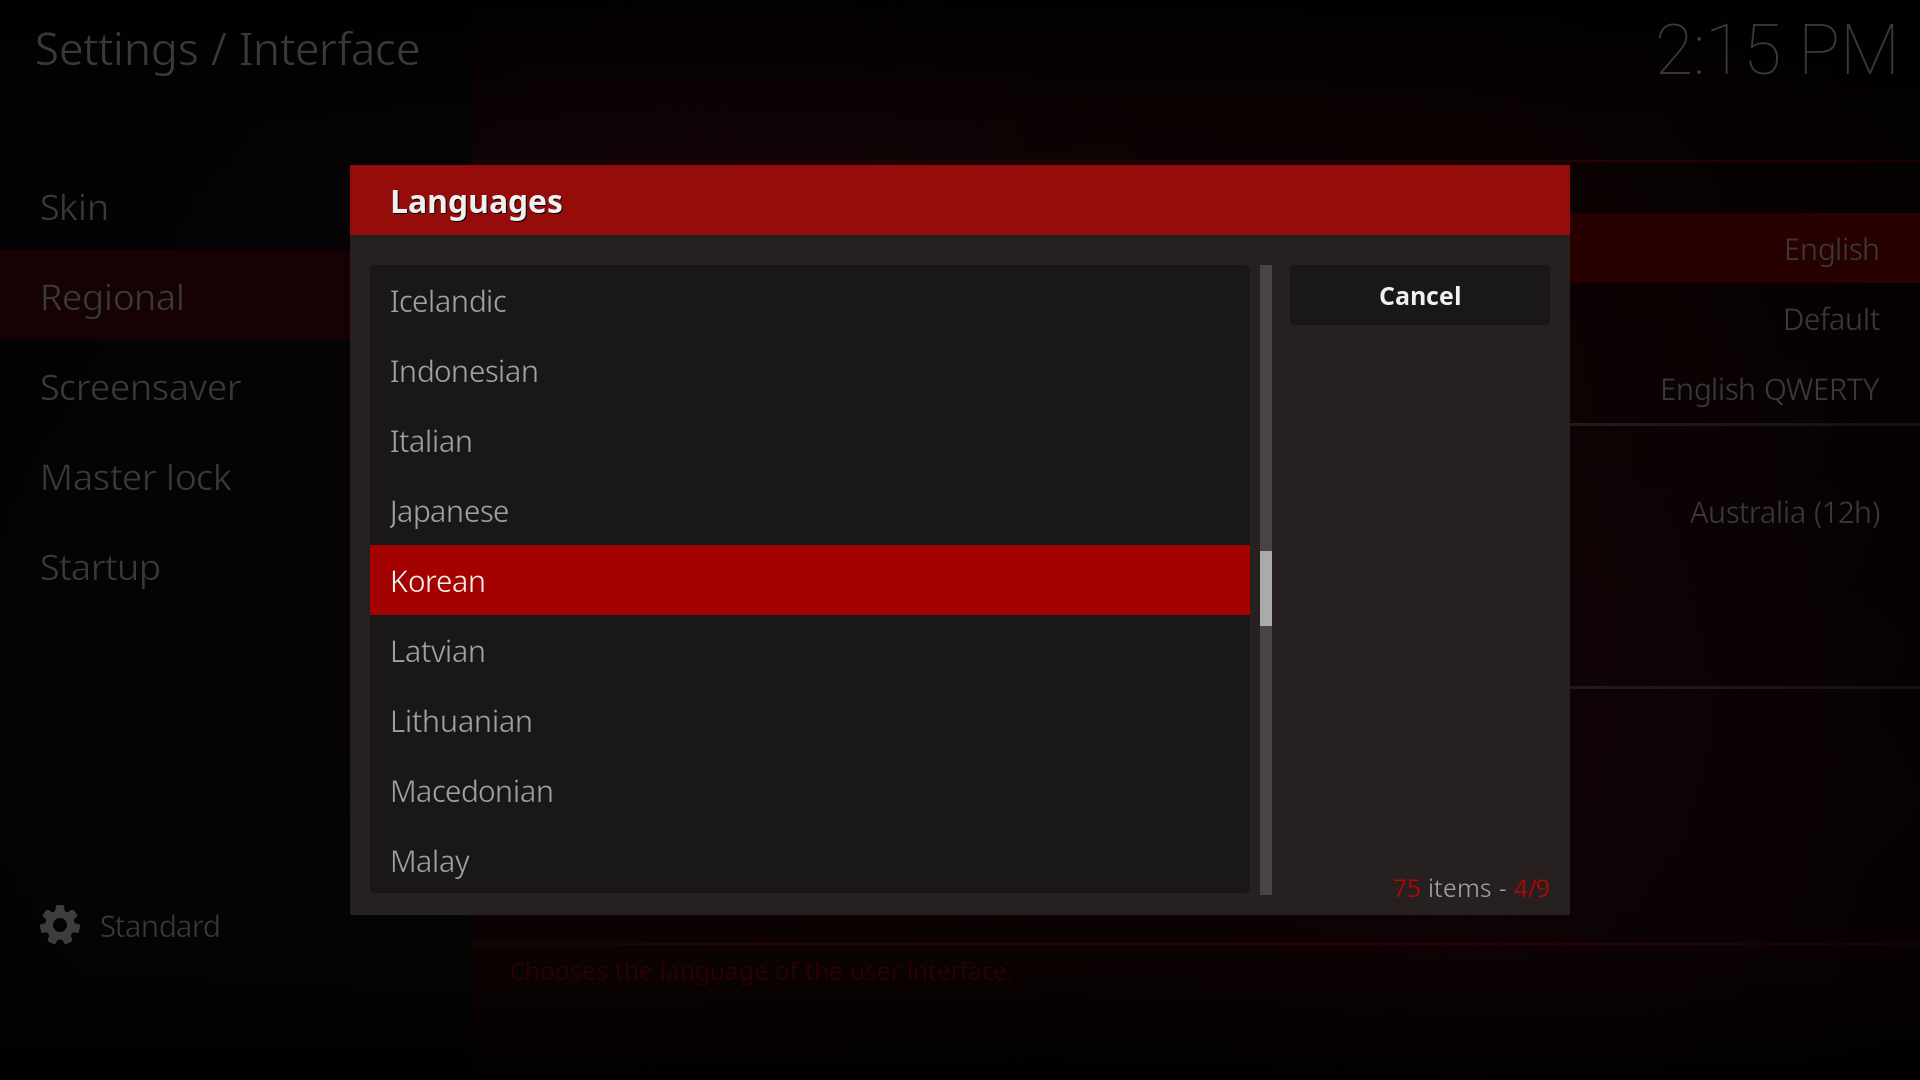 Settings / Interface
2:15 PM
Skin
Regional
Screensaver
Master lock
Startup
Standard
Languages
Icelandic
Indonesian
Italian
Japanese
Korean
Latvian
Lithuanian
Macedonian
Malay
Cancel
75 items - 4/9
English
Default
English QWERTY
Australia (12h)
Chooses the language of the user interface.